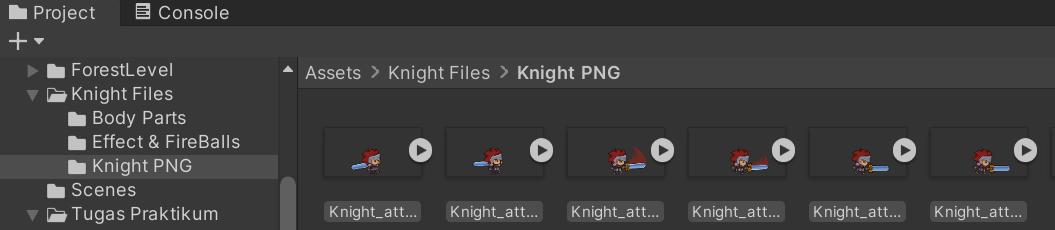 Project Console
ForestLevel
Knight Files
Body Parts
Effect & FireBalls
Knight PNG
Scenes
Tugas Praktikum
Assets > Knight Files > Knight PNG
Knight_att... Knight_att... Knight_att... Knight_att... Knight_att... Knight_att...